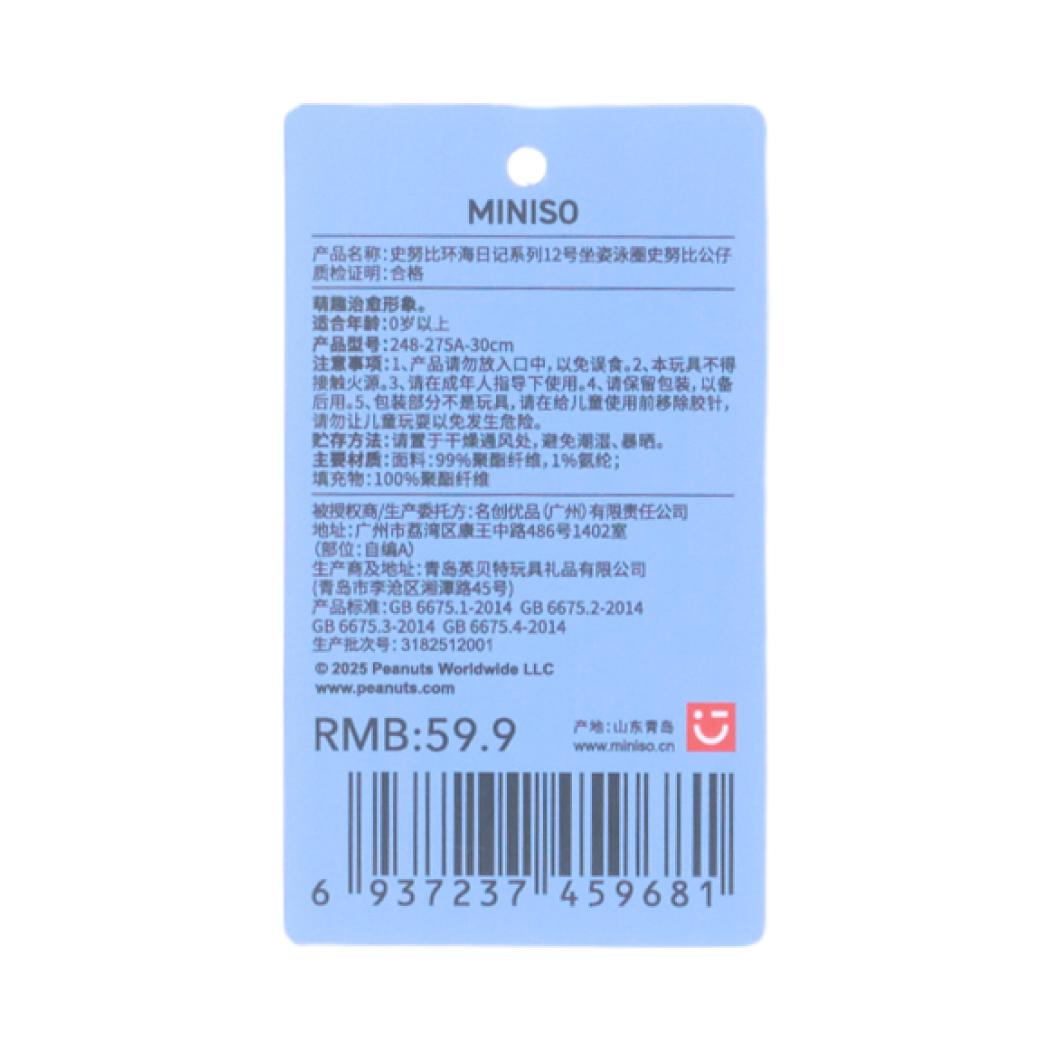 MINISO
产品名称：史努比环海日记系列12号坐姿泳圈史努比公仔
质检证明：合格
萌趣治愈形象。
适合年龄：0岁以上
产品型号：248-275A-30cm
注意事项：1、产品请勿放入口中，以免误食。2、本玩具不得
接触火源。3、请在成年人指导下使用。4、请保留包装，以备
后用。5、包装部分不是玩具，请在给儿童使用前移除胶针，
请勿让儿童玩耍以免发生危险。
贮存方法：请置于干燥通风处，避免潮湿、暴晒。
主要材质：面料：99%聚酯纤维，1%氨纶；
填充物：100%聚酯纤维
被授权商/生产委托方：名创优品（广州）有限责任公司
地址：广州市荔湾区康王中路486号1402室
（部位：自编A）
生产商及地址：青岛英贝特玩具礼品有限公司
(青岛市李沧区湘潭路45号)
产品标准：GB 6675.1-2014 GB 6675.2-2014
GB 6675.3-2014 GB 6675.4-2014
生产批次号：3182512001
© 2025 Peanuts Worldwide LLC
www.peanuts.com
RMB:59.9
产地：山东青岛
www.miniso.cn
6 937237 459681